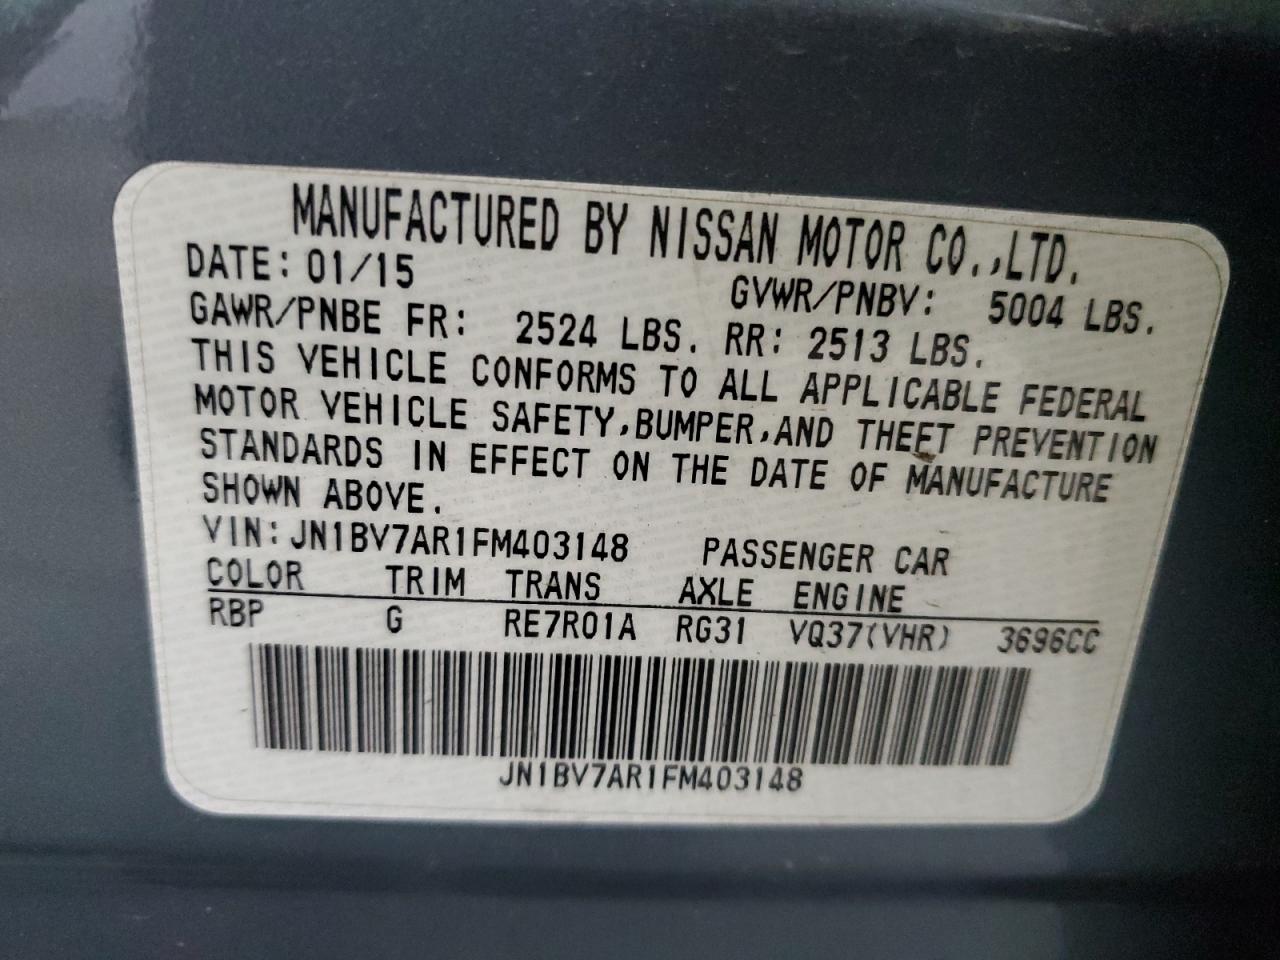 MANUFACTURED BY NISSAN MOTOR CO.,LTD.
DATE: 01/15 GVWR/PNBV: 5004 LBS.
GAWR/PNBE FR: 2524 LBS. RR: 2513 LBS.
THIS VEHICLE CONFORMS TO ALL APPLICABLE FEDERAL
MOTOR VEHICLE SAFETY,BUMPER,AND THEFT PREVENTION
STANDARDS IN EFFECT ON THE DATE OF MANUFACTURE
SHOWN ABOVE.
VIN: JN1BV7AR1FM403148 PASSENGER CAR
COLOR TRIM TRANS AXLE ENGINE
RBP G RE7R01A RG31 VQ37(VHR) 3696CC
JN1BV7AR1FM403148